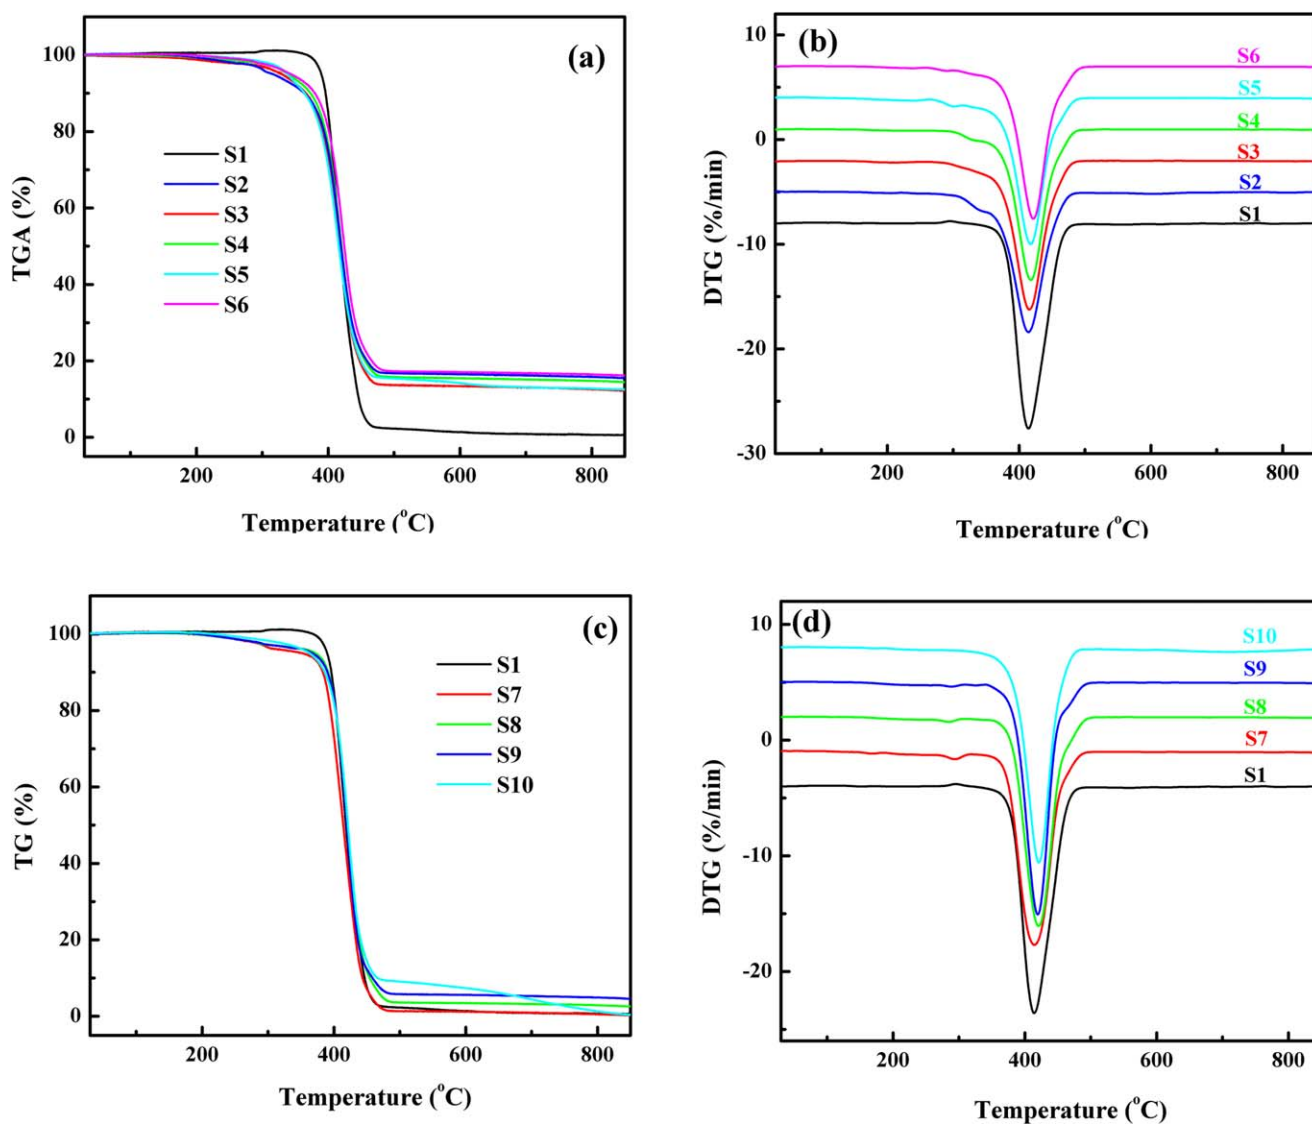 (a)
100
80
60
40
20
0
TGA (%)
S1
S2
S3
S4
S5
S6
200
400
600
800
Temperature (°C)
(b)
10
0
-10
-20
-30
DTG (%/min)
S6
S5
S4
S3
S2
S1
200
400
600
800
Temperature (°C)
(c)
100
80
60
40
20
0
TG (%)
S1
S7
S8
S9
S10
200
400
600
800
Temperature (°C)
(d)
10
0
-10
-20
DTG (%/min)
S10
S9
S8
S7
S1
200
400
600
800
Temperature (°C)